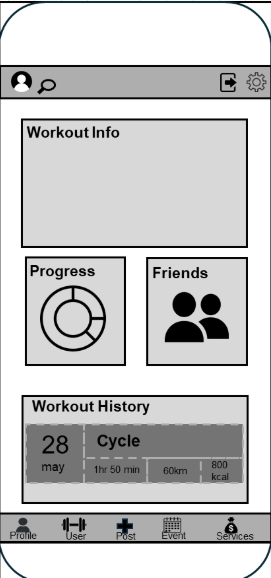 Workout Info
Progress
Friends
Workout History
28
may
Cycle
1hr 50 min
60km
800
kcal
Profile
User
Post
Event
Services